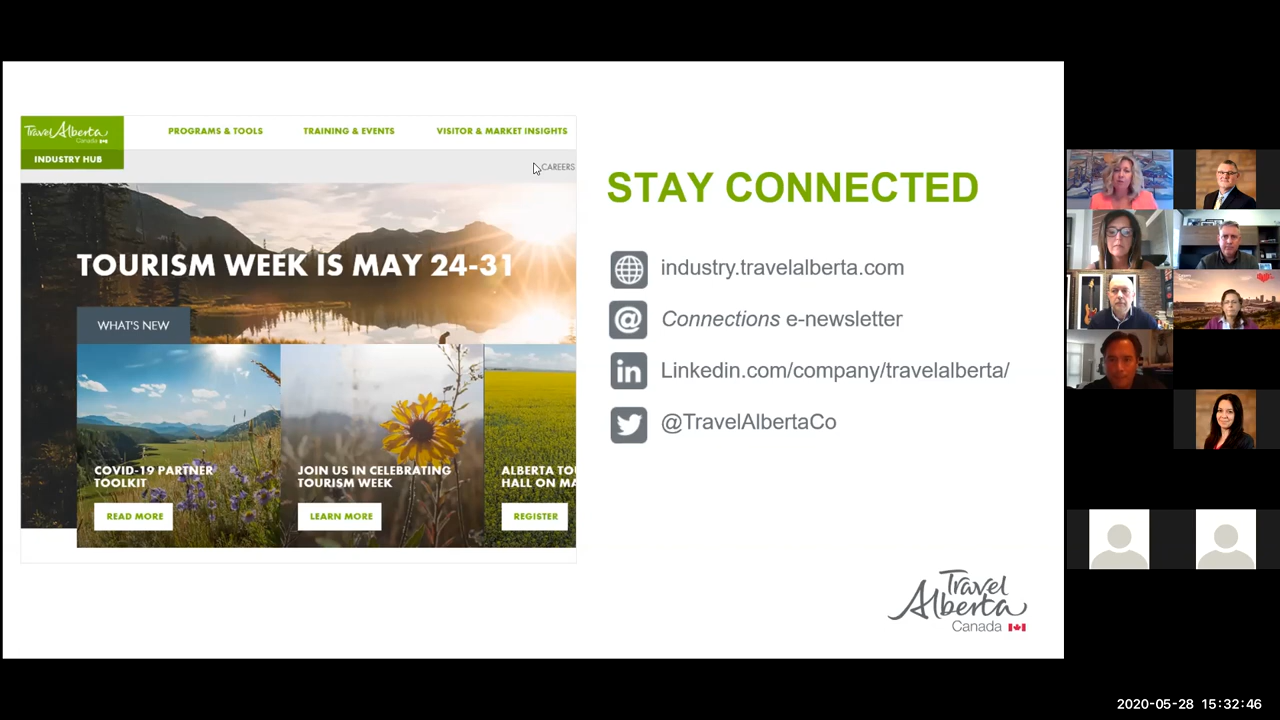 Travel Alberta
Canada
INDUSTRY HUB
PROGRAMS & TOOLS
TRAINING & EVENTS
VISITOR & MARKET INSIGHTS
CAREERS
TOURISM WEEK IS MAY 24-31
WHAT'S NEW
COVID-19 PARTNER
TOOLKIT
READ MORE
JOIN US IN CELEBRATING
TOURISM WEEK
LEARN MORE
ALBERTA TOU
HALL ON MA
REGISTER
STAY CONNECTED
industry.travelalberta.com
@
Connections e-newsletter
in
Linkedin.com/company/travelalberta/
@TravelAlbertaCo
Travel
Alberta
Canada
2020-05-28 15:32:46